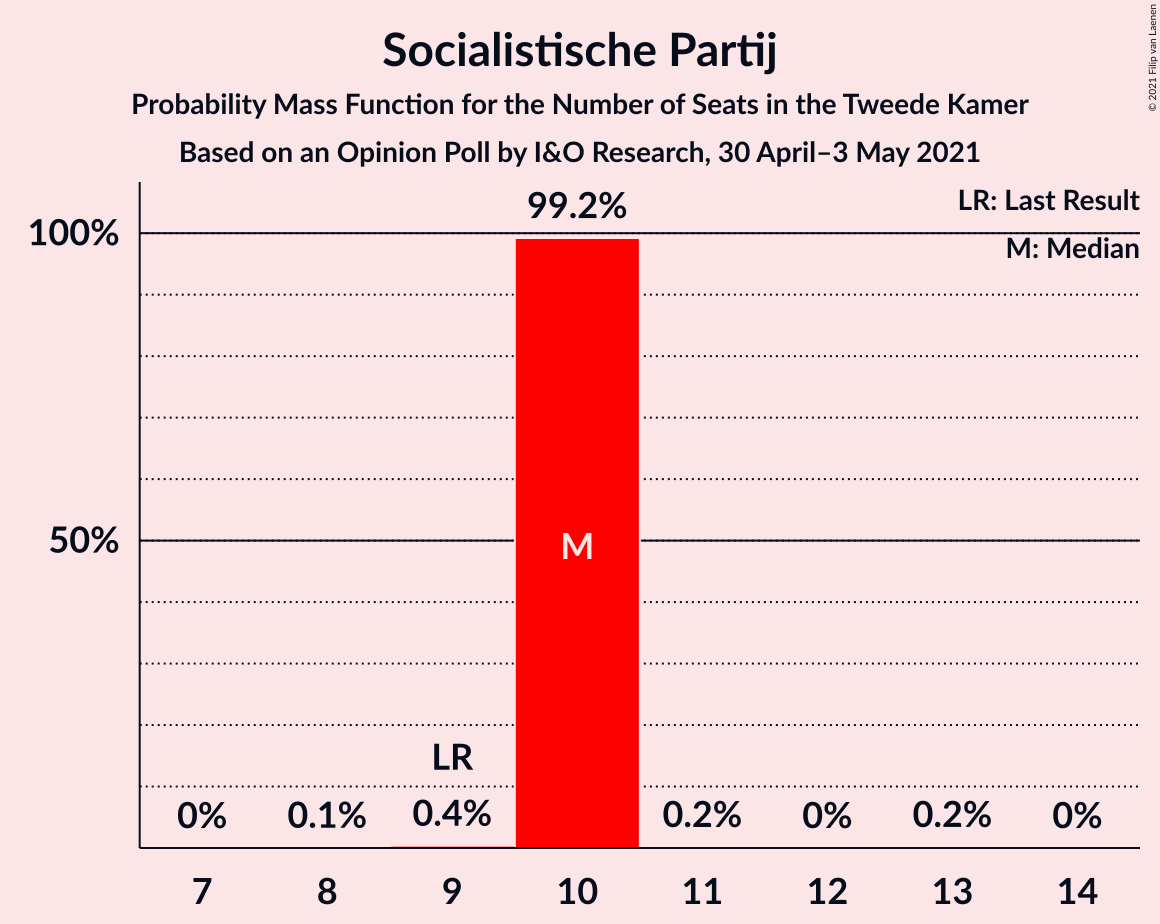 Socialistische Partij
Probability Mass Function for the Number of Seats in the Tweede Kamer
Based on an Opinion Poll by I&O Research, 30 April–3 May 2021
© 2021 Filip van Laenen
LR: Last Result
M: Median
99.2%
100%
50%
M
LR
0% 0.1% 0.4% 0.2% 0% 0.2% 0%
7 8 9 10 11 12 13 14